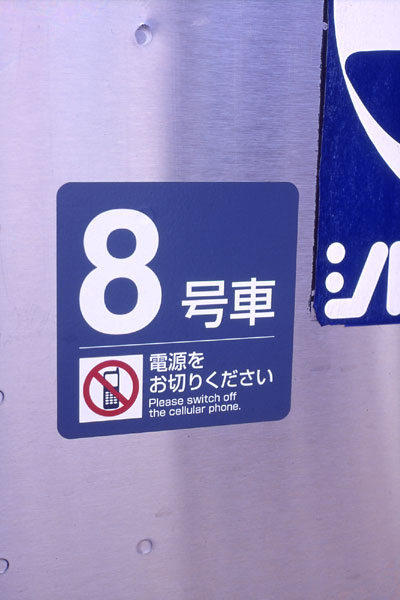 8号車
電源を
お切りください
Please switch off
the cellular phone.